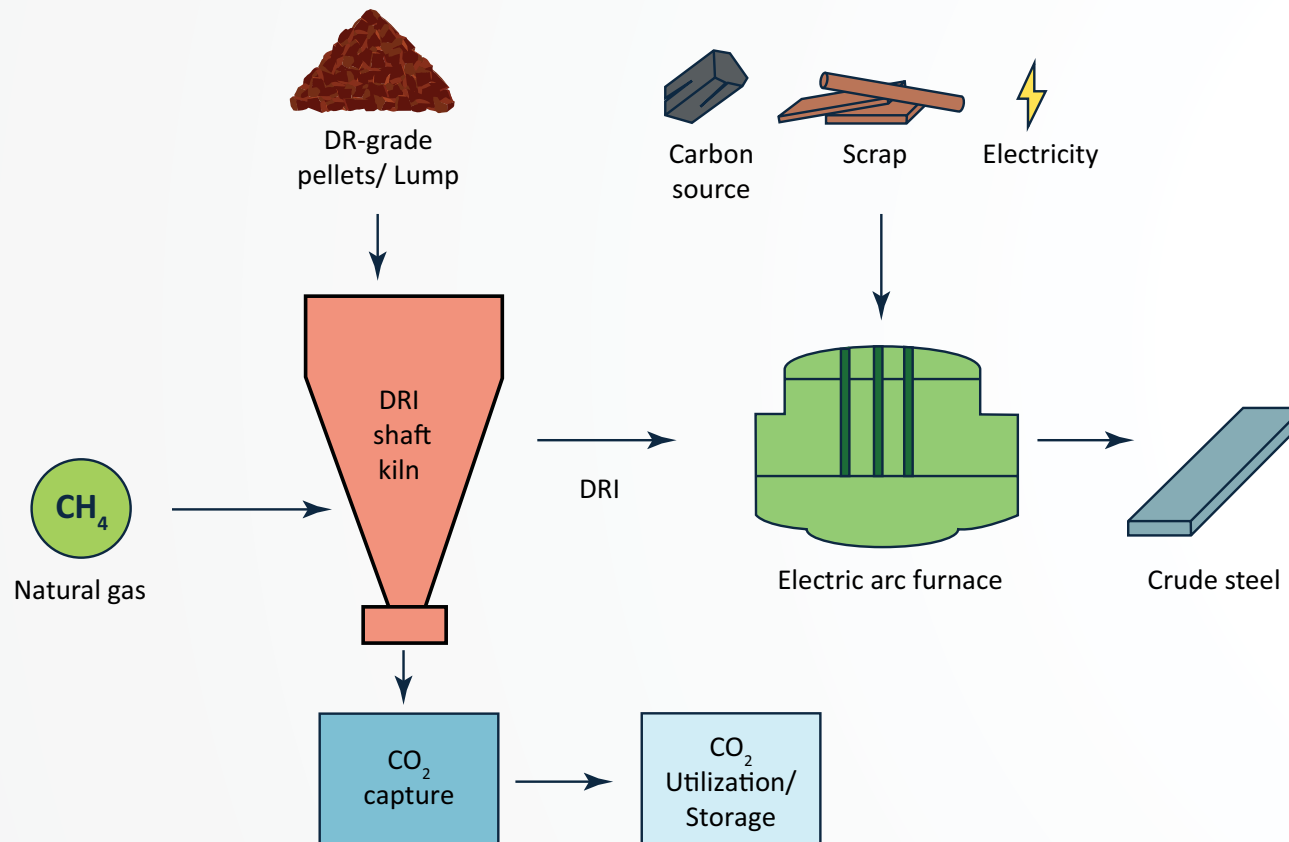 DR-grade
pellets/ Lump
Carbon
source
Scrap
Electricity
DRI
shaft
kiln
CH₄
Natural gas
DRI
Electric arc furnace
Crude steel
CO₂
capture
CO₂
Utilization/
Storage